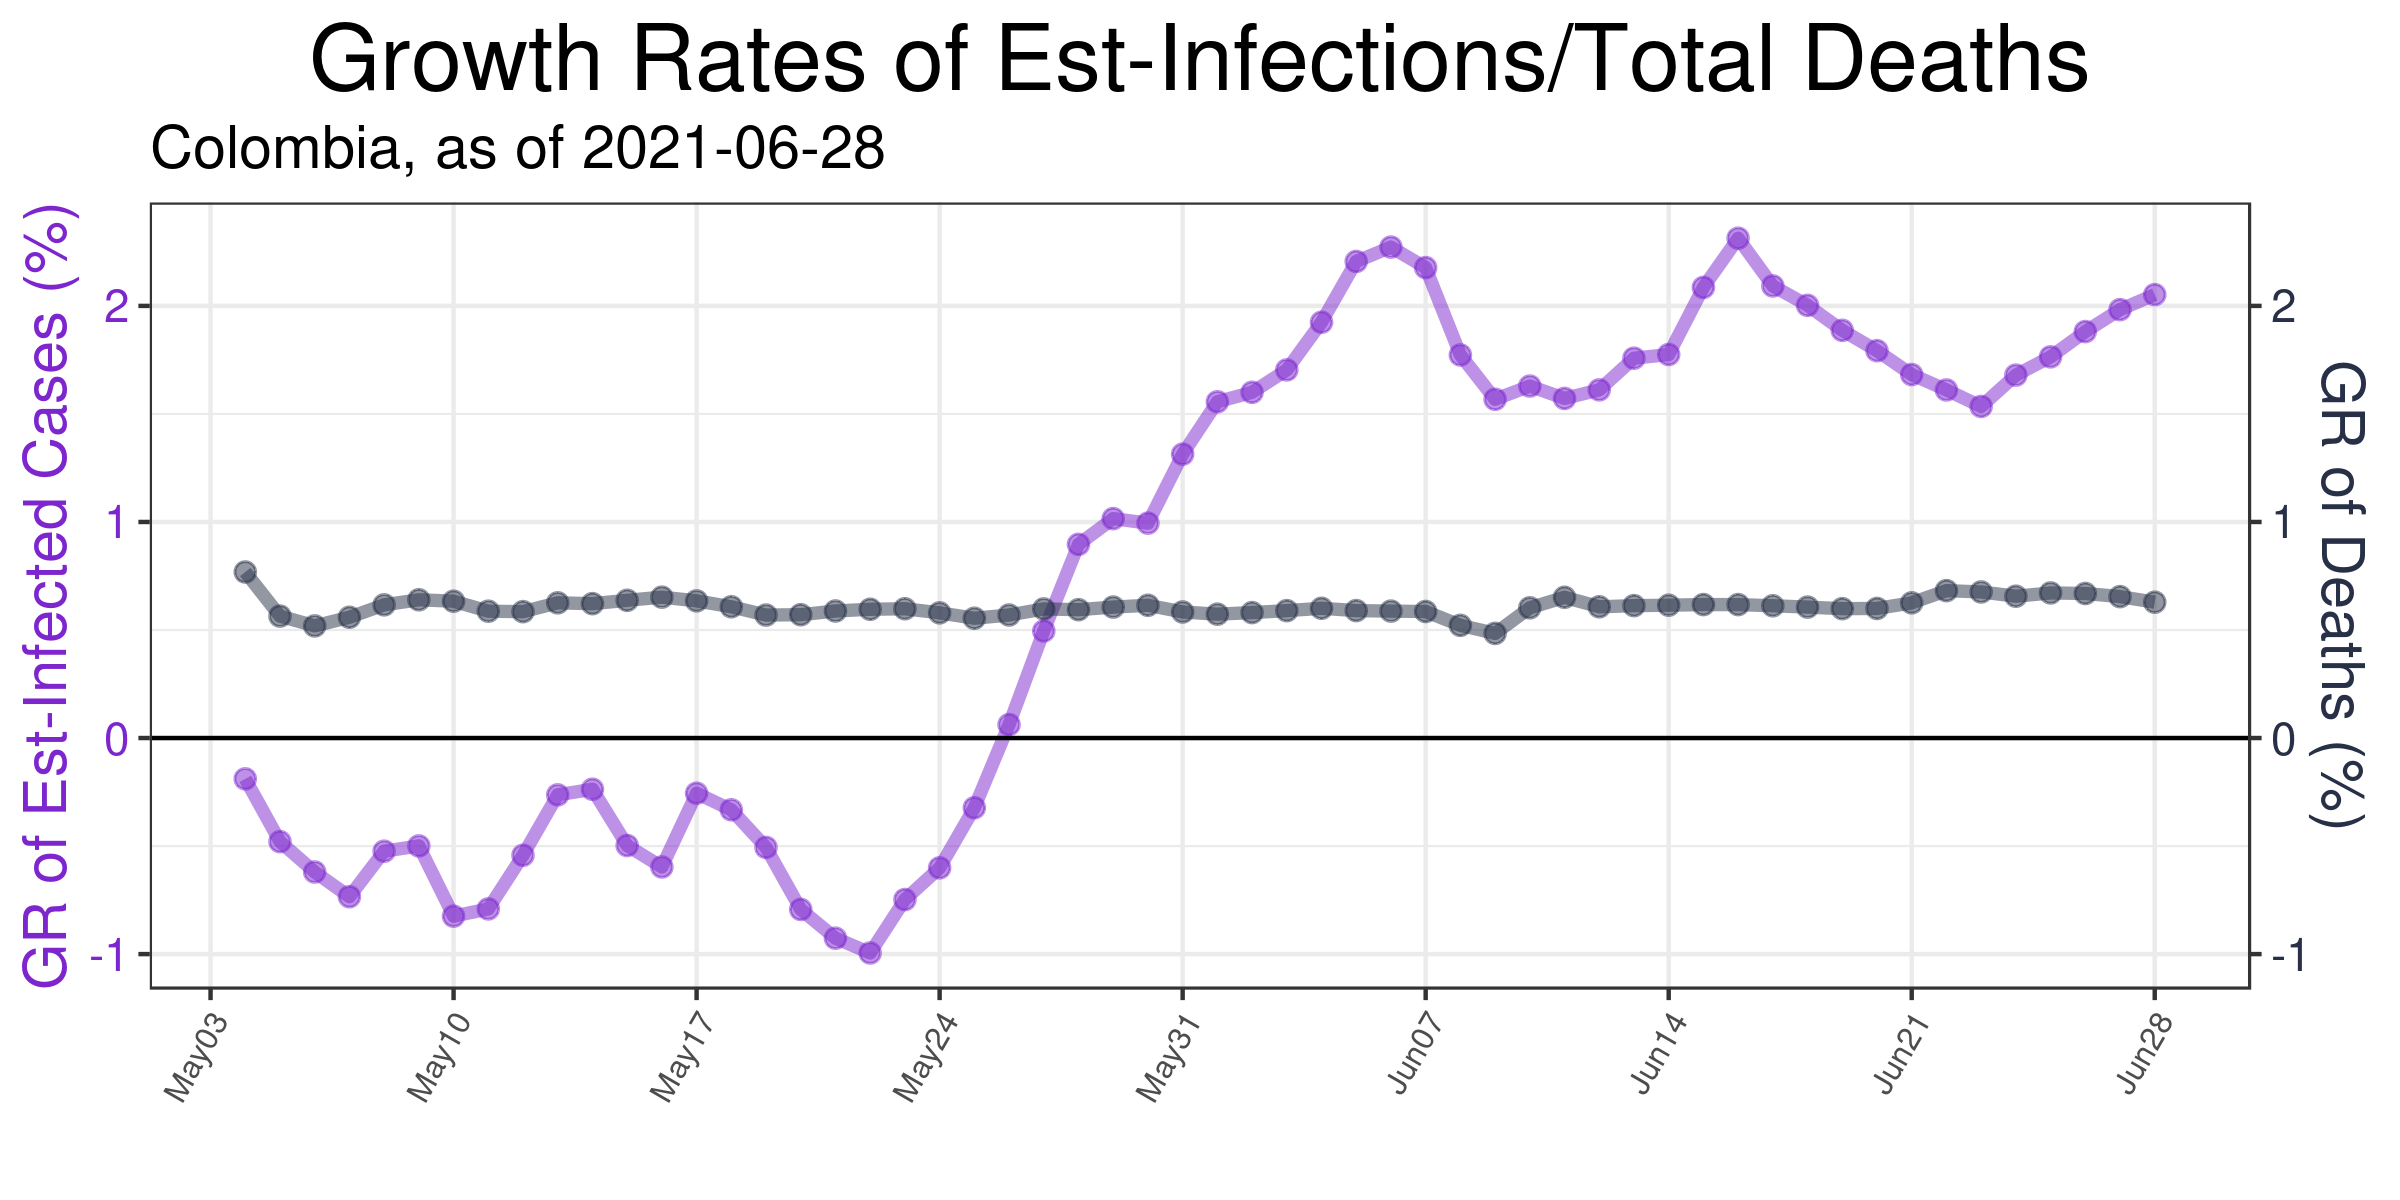 Growth Rates of Est-Infections/Total Deaths
Colombia, as of 2021-06-28
GR of Est-Infected Cases (%)
2
1
0
-1
2
1
0
-1
GR of Deaths (%)
May03
May10
May17
May24
May31
Jun07
Jun14
Jun21
Jun28